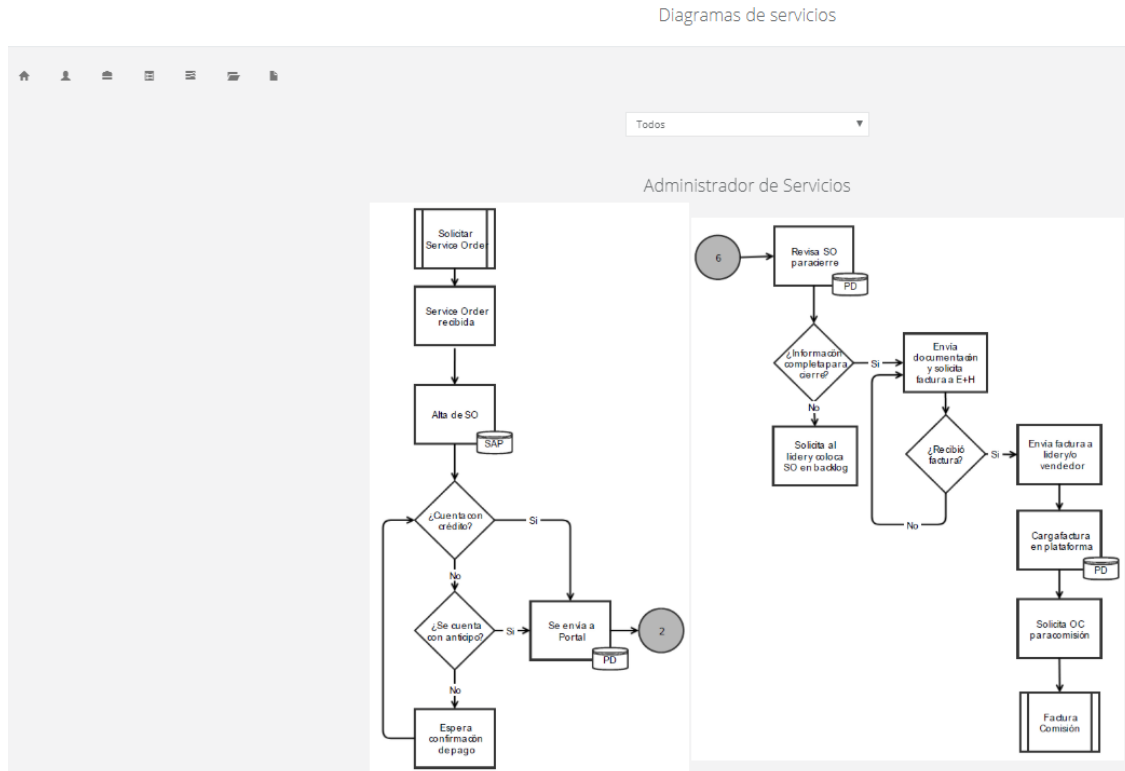 Diagramas de servicios
Todos
Administrador de Servicios
Solicitar
Service Order
Service Order
recibida
Alta de SO
SAP
¿Cuenta con
crédito?
Si
No
¿Se cuenta
con anticipo?
Si
Se envía a
Portal
PD
2
No
Espera
confirmación
de pago
6
Revisa SO
para cierre
PD
¿Información
completa para
cierre?
Si
Envía
documentación
y solicita
factura a E+H
No
Solicita al
líder y coloca
SO en backlog
¿Recibió
factura?
Si
No
Envía factura a
líder y/o
vendedor
Carga factura
en plataforma
PD
Solicita OC
para comisión
Factura
Comisión